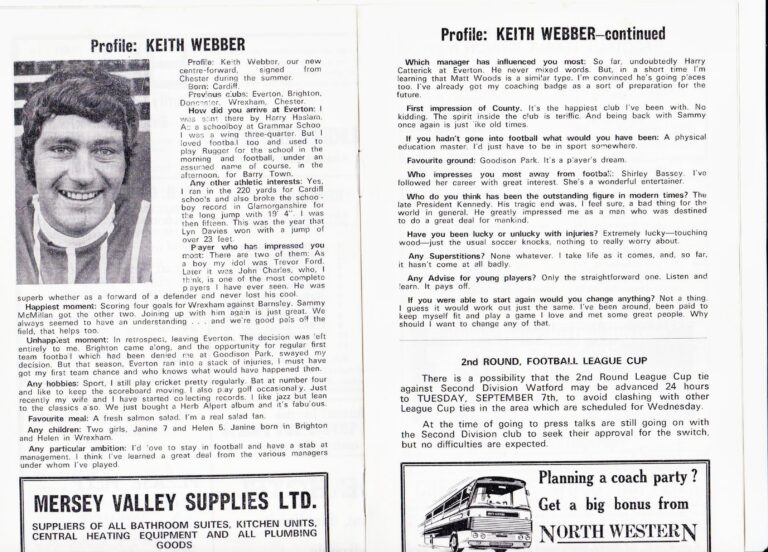 Profile: KEITH WEBBER
Profile: Keith Webber, our new
centre-forward, signed from
Chester during the summer.
Born: Cardiff.
Previous clubs: Everton, Brighton,
Doncaster, Wrexham, Chester.
How did you arrive at Everton: I
was sent there by Harry Haslam.
As a schoolboy at Grammar Schoo
I was a wing three-quarter. But I
loved football too and used to
play Rugger for the school in the
morning and football, under an
assumed name of course, in the
afternoon, for Barry Town.
Any other athletic interests: Yes,
I ran in the 220 yards for Cardiff
schools and also broke the schoo-
boy record in Glamorganshire for
the long jump with 19' 4". I was
then fifteen. This was the year that
Lyn Davies won with a jump of
over 23 feet.
Player who has impressed you
most: There are two of them: As
a boy my idol was Trevor Ford.
Later it was John Charles, who, I
think, is one of the most complete
players I have ever seen. He was
superb whether as a forward of a defender and never lost his cool.
Happiest moment: Scoring four goals for Wrexham against Barnsley. Sammy
McMillan got the other two. Joining up with him again is just great. We
always seemed to have an understanding . . . and we're good pals off the
field, that helps too.
Unhappiest moment: In retrospect, leaving Everton. The decision was left
entirely to me. Brighton came along, and the opportunity for regular first
team football which had been denied me at Goodison Park, swayed my
decision. But that season, Everton ran into a stack of injuries, I must have
got my first team chance and who knows what would have happened then.
Any hobbies: Sport, I still play cricket pretty regularly. Bat at number four
and like to keep the scoreboard moving. I also pay golf occasionally. Just
recently my wife and I have started collecting records. I like jazz but lean
to the classics also. We just bought a Herb Alpert album and it's fabulous.
Favourite meal: A fresh salmon salad. I'm a real salad fan.
Any children: Two girls, Janine 7 and Helen 5. Janine born in Brighton
and Helen in Wrexham.
Any particular ambition: I'd love to stay in football and have a stab at
management. I think I've learned a great deal from the various managers
under whom I've played.
MERSEY VALLEY SUPPLIES LTD.
SUPPLIERS OF ALL BATHROOM SUITES, KITCHEN UNITS,
CENTRAL HEATING EQUIPMENT AND ALL PLUMBING
GOODS
Profile: KEITH WEBBER—continued
Which manager has influenced you most: So far, undoubtedly Harry
Catterick at Everton. He never mixed words. But, in a short time I'm
learning that Matt Woods is a similar type. I'm convinced he's going places
too. I've already got my coaching badge as a sort of preparation for the
future.
First impression of County. It's the happiest club I've been with. No
kidding. The spirit inside the club is teriffic. And being back with Sammy
once again is just like old times.
If you hadn't gone into football what would you have been: A physical
education master. I'd just have to be in sport somewhere.
Favourite ground: Goodison Park. It's a p'ayer's dream.
Who impresses you most away from football: Shirley Bassey. I've
followed her career with great interest. She's a wonderful entertainer.
Who do you think has been the outstanding figure in modern times? The
late President Kennedy. His tragic end was, I feel sure, a bad thing for the
world in general. He greatly impressed me as a man who was destined
to do a great deal for mankind.
Have you been lucky or unlucky with injuries? Extremely lucky—touching
wood—just the usual soccer knocks, nothing to really worry about.
Any Superstitions? None whatever. I take life as it comes, and, so far,
it hasn't come at all badly.
Any Advise for young players? Only the straightforward one. Listen and
learn. It pays off.
If you were able to start again would you change anything? Not a thing.
I guess it would work out just the same. I've been around, been paid to
keep myself fit and play a game I love and met some great people. Why
should I want to change any of that.
2nd ROUND, FOOTBALL LEAGUE CUP
There is a possibility that the 2nd Round League Cup tie
against Second Division Watford may be advanced 24 hours
to TUESDAY, SEPTEMBER 7th, to avoid clashing with other
League Cup ties in the area which are scheduled for Wednesday.
At the time of going to press talks are still going on with
the Second Division club to seek their approval for the switch,
but no difficulties are expected.
Planning a coach party?
Get a big bonus from
NORTH WESTERN